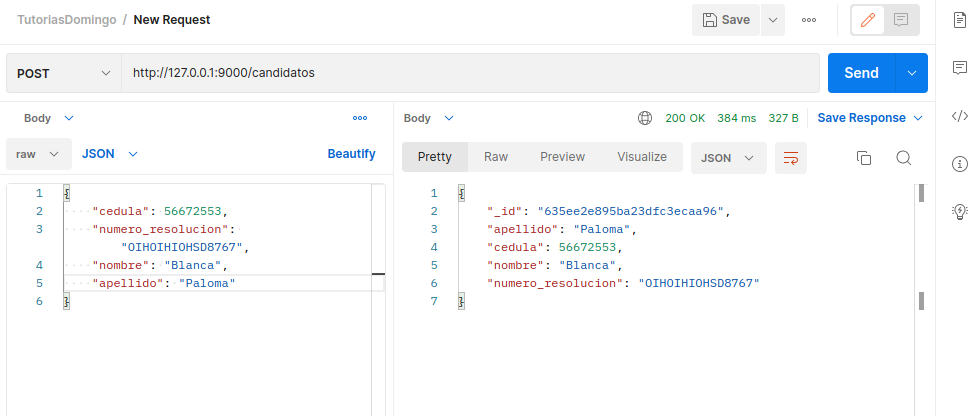 TutoriasDomingo / New Request
Save
POST
http://127.0.0.1:9000/candidatos
Send
Body
raw
JSON
Beautify
1 {
2 "cedula": 56672553,
3 "numero_resolucion":
"OIHOIHIOHSD8767",
4 "nombre": "Blanca",
5 "apellido": "Paloma"
6 }
Body
200 OK 384 ms 327 B
Save Response
Pretty Raw Preview Visualize
JSON
1 {
2 "_id": "635ee2e895ba23dfc3ecaa96",
3 "apellido": "Paloma",
4 "cedula": 56672553,
5 "nombre": "Blanca",
6 "numero_resolucion": "OIHOIHIOHSD8767"
7 }